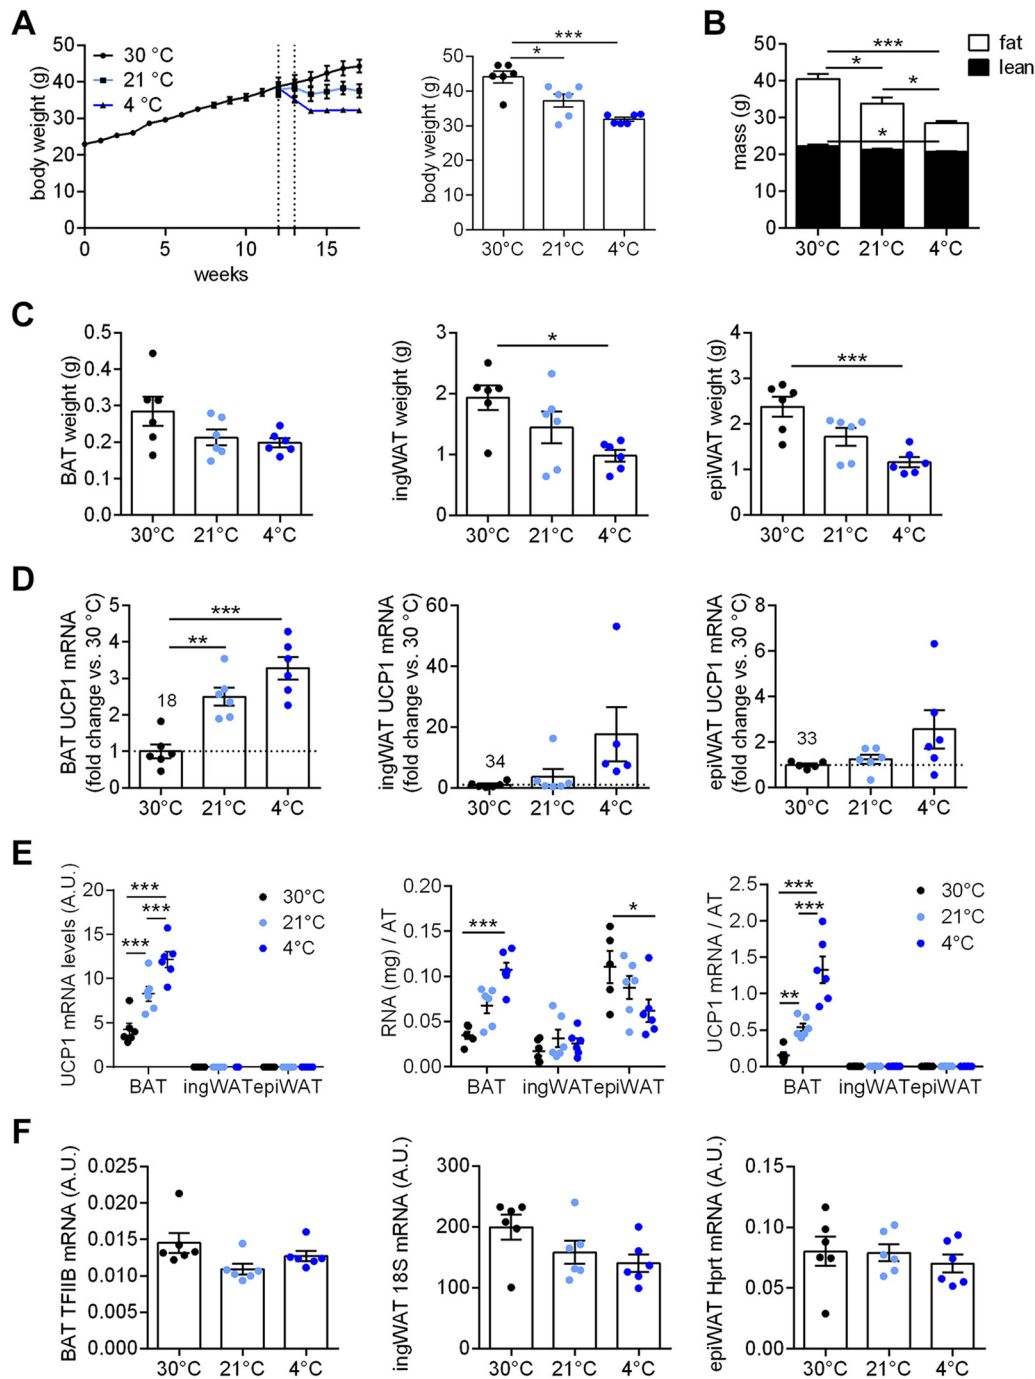 A
50
40
30
20
10
0
body weight (g)
30 °C
21 °C
4 °C
0
5
10
15
weeks
50
40
30
20
10
0
body weight (g)
***
*
30°C
21°C
4°C
B
50
40
30
20
10
0
mass (g)
***
*
*
*
fat
lean
30°C
21°C
4°C
C
0.5
0.4
0.3
0.2
0.1
0.0
BAT weight (g)
30°C
21°C
4°C
3
2
1
0
ingWAT weight (g)
*
30°C
21°C
4°C
4
3
2
1
0
epiWAT weight (g)
***
30°C
21°C
4°C
D
5
4
3
2
1
0
BAT UCP1 mRNA
(fold change vs. 30 °C)
***
**
18
30°C
21°C
4°C
60
40
20
0
ingWAT UCP1 mRNA
(fold change vs. 30 °C)
34
30°C
21°C
4°C
8
6
4
2
0
epiWAT UCP1 mRNA
(fold change vs. 30 °C)
33
30°C
21°C
4°C
E
20
15
10
5
0
UCP1 mRNA levels (A.U.)
***
***
***
30°C
21°C
4°C
BAT
ingWAT
epiWAT
0.20
0.15
0.10
0.05
0.00
RNA (mg) / AT
***
*
BAT
ingWAT
epiWAT
2.5
2.0
1.5
1.0
0.5
0.0
UCP1 mRNA / AT
***
***
**
30°C
21°C
4°C
BAT
ingWAT
epiWAT
F
0.025
0.020
0.015
0.010
0.005
0.000
BAT TFIIB mRNA (A.U.)
30°C
21°C
4°C
300
200
100
0
ingWAT 18S mRNA (A.U.)
30°C
21°C
4°C
0.15
0.10
0.05
0.00
epiWAT Hprt mRNA (A.U.)
30°C
21°C
4°C